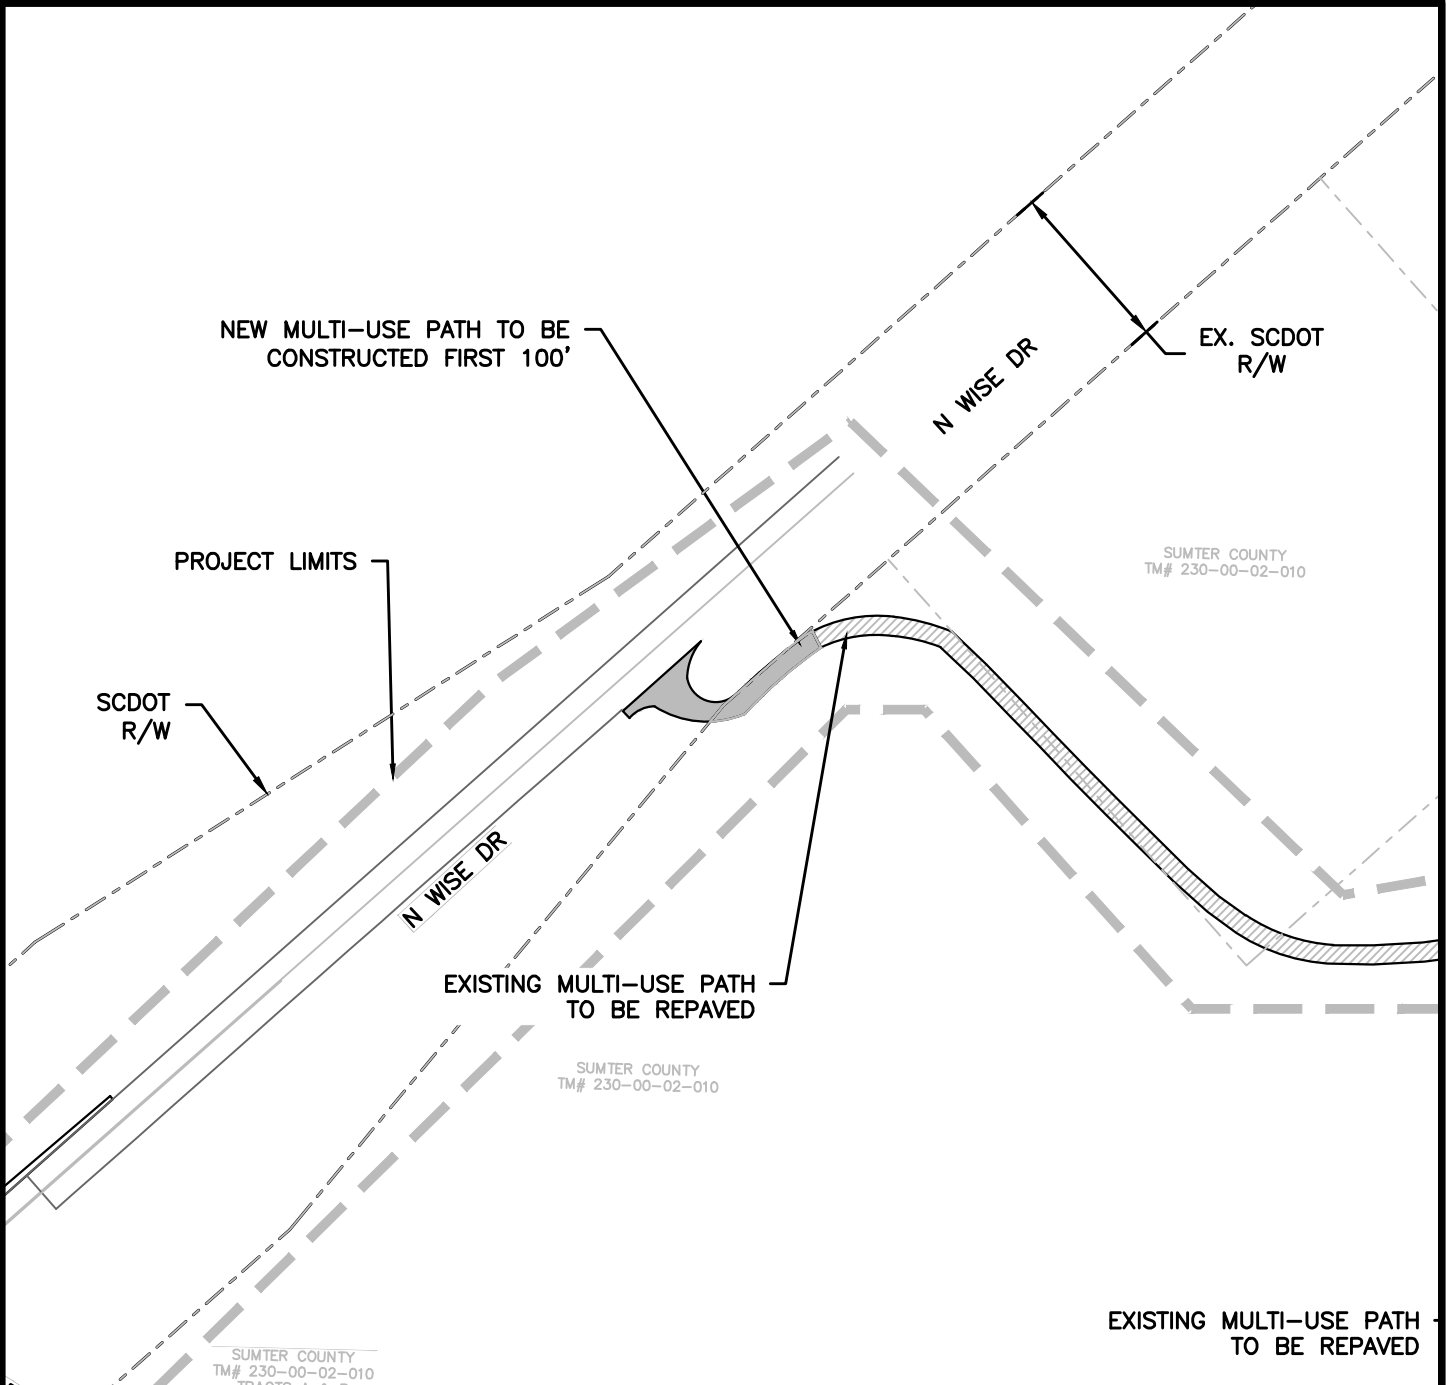 NEW MULTI-USE PATH TO BE
CONSTRUCTED FIRST 100'
EX. SCDOT
R/W
N WISE DR
PROJECT LIMITS
SUMTER COUNTY
TM# 230-00-02-010
SCDOT
R/W
N WISE DR
EXISTING MULTI-USE PATH
TO BE REPAVED
SUMTER COUNTY
TM# 230-00-02-010
EXISTING MULTI-USE PATH
TO BE REPAVED
SUMTER COUNTY
TM# 230-00-02-010